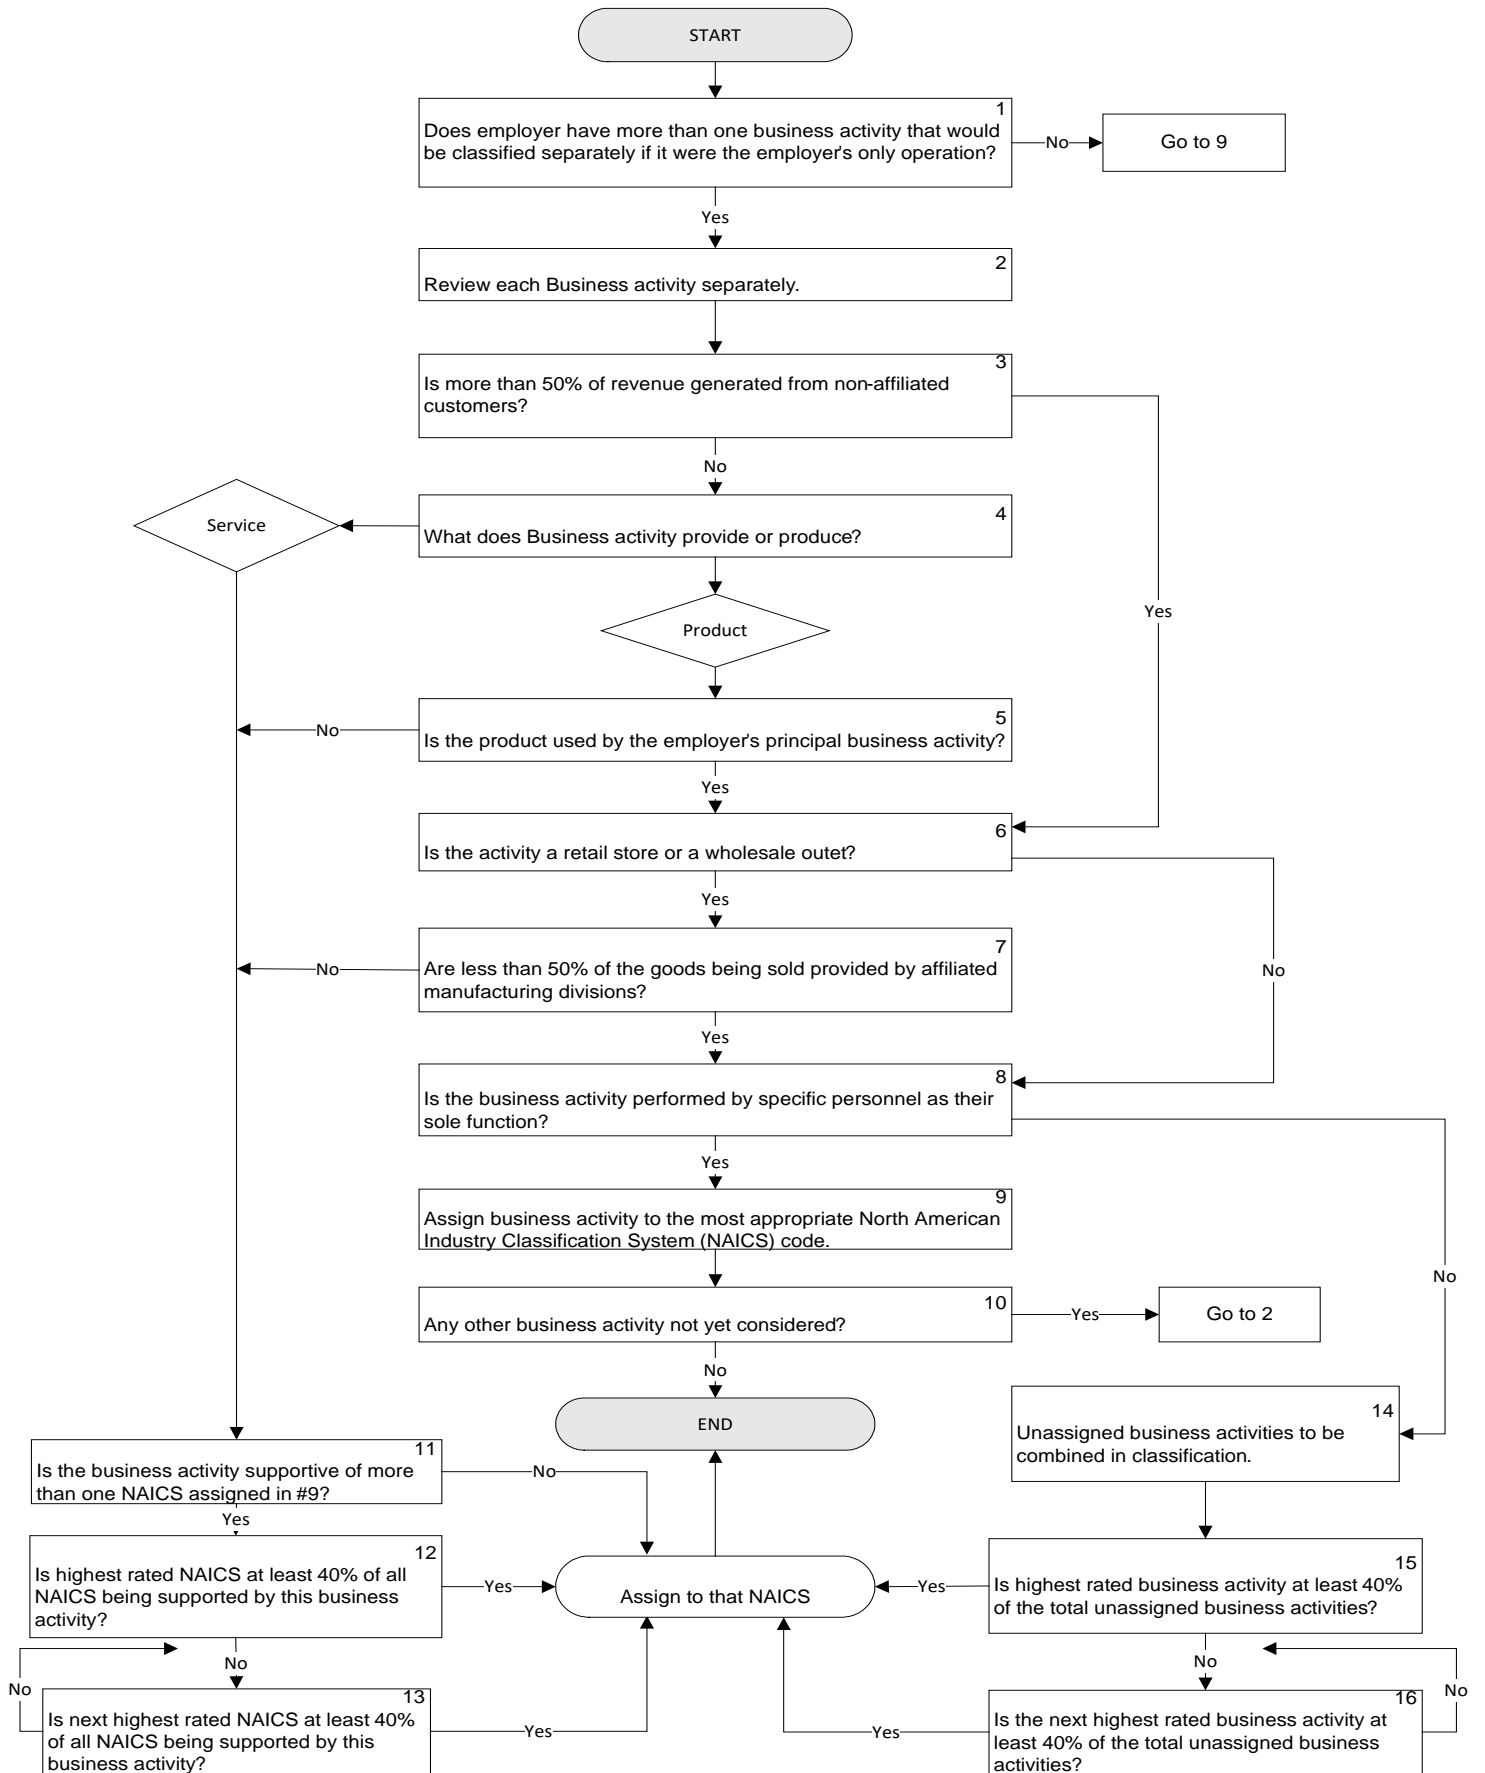 START
1
Does employer have more than one business activity that would
be classified separately if it were the employer's only operation?
No
Go to 9
Yes
2
Review each Business activity separately.
3
Is more than 50% of revenue generated from non-affiliated
customers?
No
Service
4
What does Business activity provide or produce?
Product
Yes
5
Is the product used by the employer's principal business activity?
No
Yes
6
Is the activity a retail store or a wholesale outet?
Yes
7
Are less than 50% of the goods being sold provided by affiliated
manufacturing divisions?
No
No
Yes
8
Is the business activity performed by specific personnel as their
sole function?
Yes
9
Assign business activity to the most appropriate North American
Industry Classification System (NAICS) code.
No
10
Any other business activity not yet considered?
Yes
Go to 2
No
END
14
Unassigned business activities to be
combined in classification.
11
Is the business activity supportive of more
than one NAICS assigned in #9?
No
Yes
12
Is highest rated NAICS at least 40% of all
NAICS being supported by this business
activity?
Yes
Assign to that NAICS
Yes
15
Is highest rated business activity at least 40%
of the total unassigned business activities?
No
No
No
No
13
Is next highest rated NAICS at least 40%
of all NAICS being supported by this
business activity?
Yes
Yes
16
Is the next highest rated business activity at
least 40% of the total unassigned business
activities?